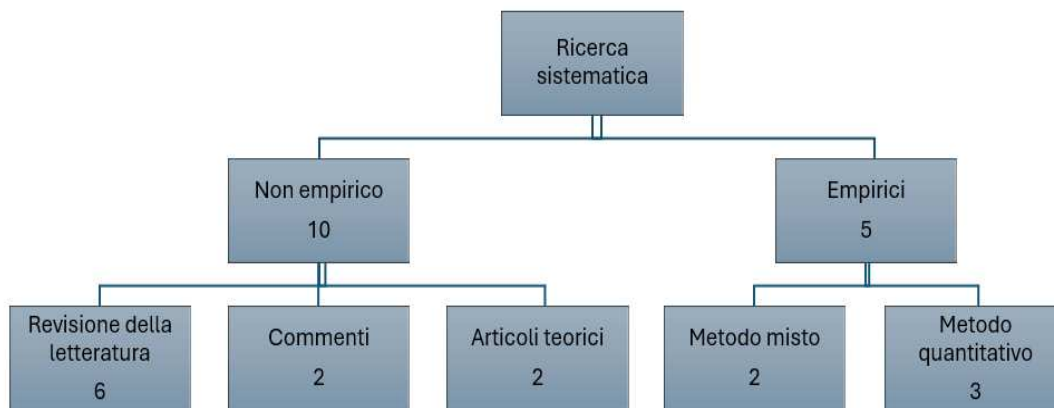 Ricerca
sistematica
Non empirico
10
Empirici
5
Revisione della
letteratura
6
Commenti
2
Articoli teorici
2
Metodo misto
2
Metodo
quantitativo
3